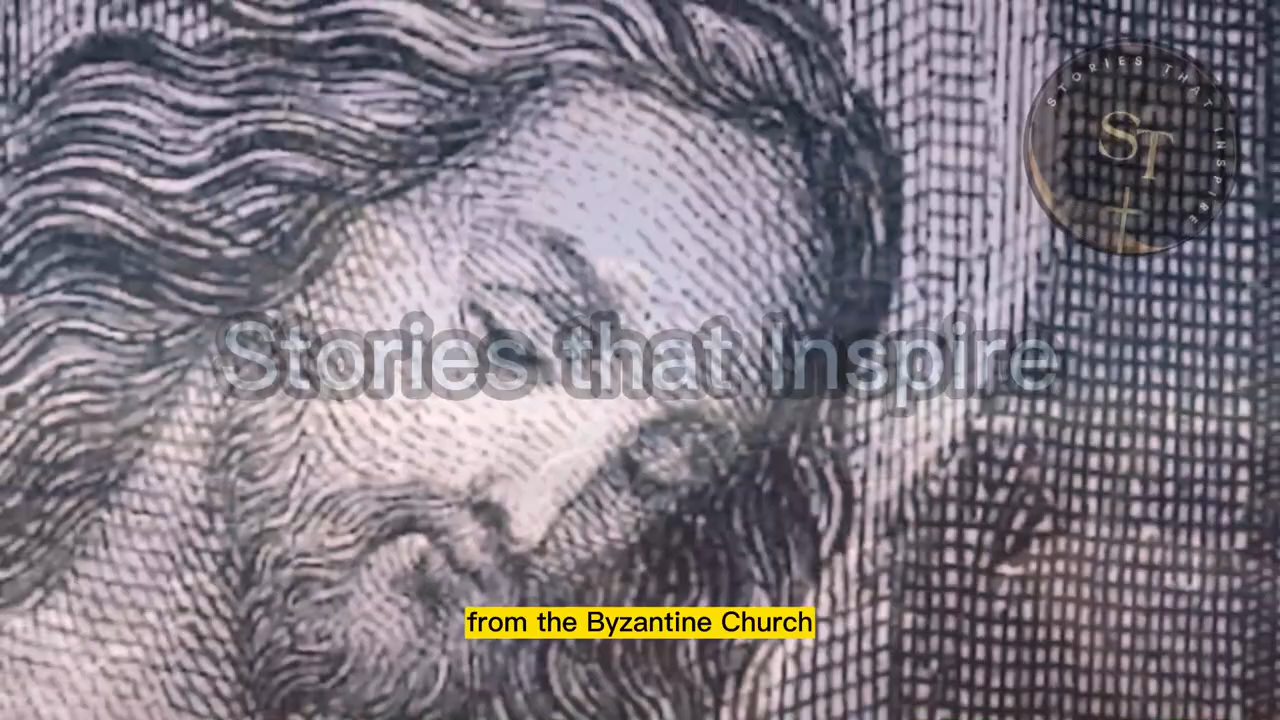 STORIES THAT INSPIRE
ST
Stories that Inspire
from the Byzantine Church